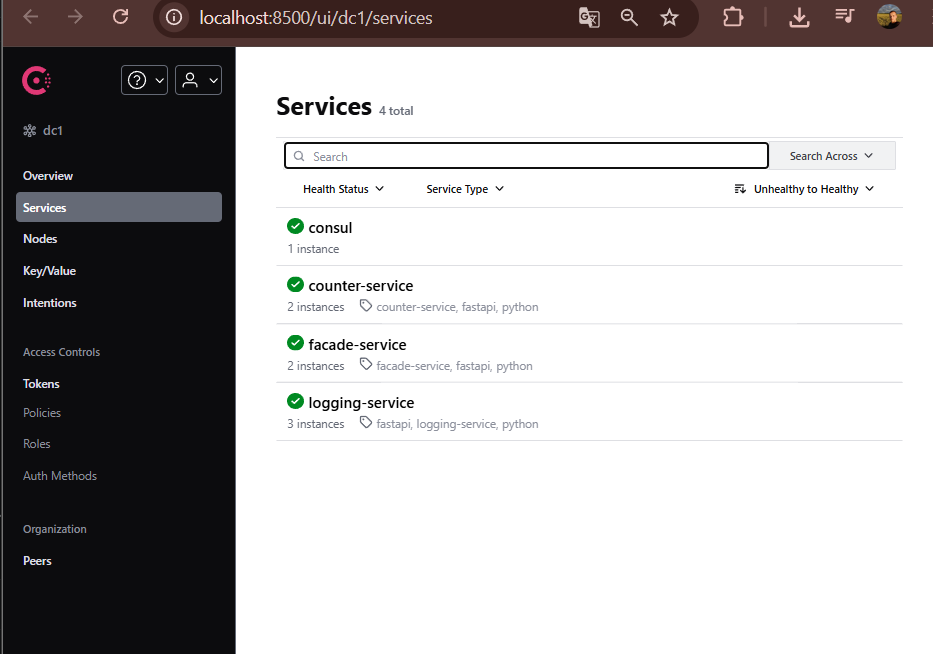 localhost:8500/ui/dc1/services
dc1
Overview
Services
Nodes
Key/Value
Intentions
Access Controls
Tokens
Policies
Roles
Auth Methods
Organization
Peers
Services 4 total
Search
Search Across
Health Status
Service Type
Unhealthy to Healthy
consul
1 instance
counter-service
2 instances counter-service, fastapi, python
facade-service
2 instances facade-service, fastapi, python
logging-service
3 instances fastapi, logging-service, python